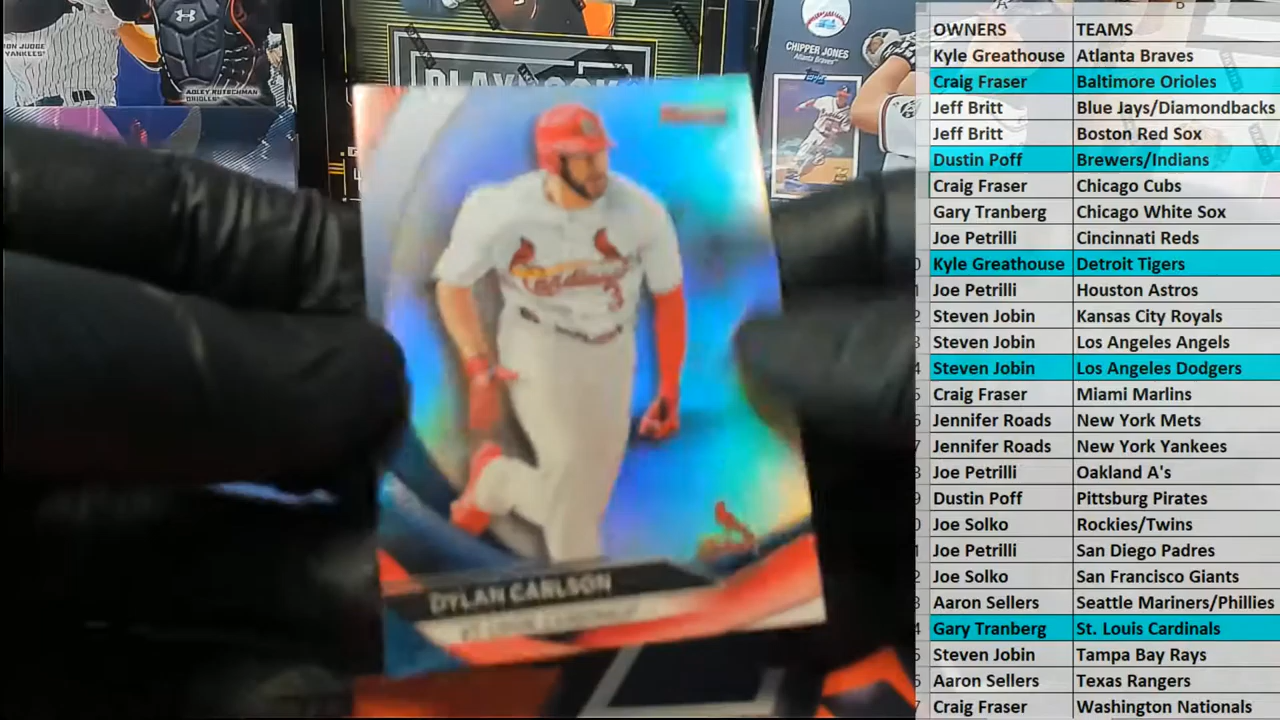 ON JUDGE
YANKEES
ADLEY RUTSCHMAN
ORIOLES
CHIPPER JONES
Atlanta Braves
Cardinals
3
DYLAN CARLSON
OWNERS TEAMS
Kyle Greathouse Atlanta Braves
Craig Fraser Baltimore Orioles
Jeff Britt Blue Jays/Diamondbacks
Jeff Britt Boston Red Sox
Dustin Poff Brewers/Indians
Craig Fraser Chicago Cubs
Gary Tranberg Chicago White Sox
Joe Petrilli Cincinnati Reds
Kyle Greathouse Detroit Tigers
Joe Petrilli Houston Astros
Steven Jobin Kansas City Royals
Steven Jobin Los Angeles Angels
Steven Jobin Los Angeles Dodgers
Craig Fraser Miami Marlins
Jennifer Roads New York Mets
Jennifer Roads New York Yankees
Joe Petrilli Oakland A's
Dustin Poff Pittsburg Pirates
Joe Solko Rockies/Twins
Joe Petrilli San Diego Padres
Joe Solko San Francisco Giants
Aaron Sellers Seattle Mariners/Phillies
Gary Tranberg St. Louis Cardinals
Steven Jobin Tampa Bay Rays
Aaron Sellers Texas Rangers
Craig Fraser Washington Nationals